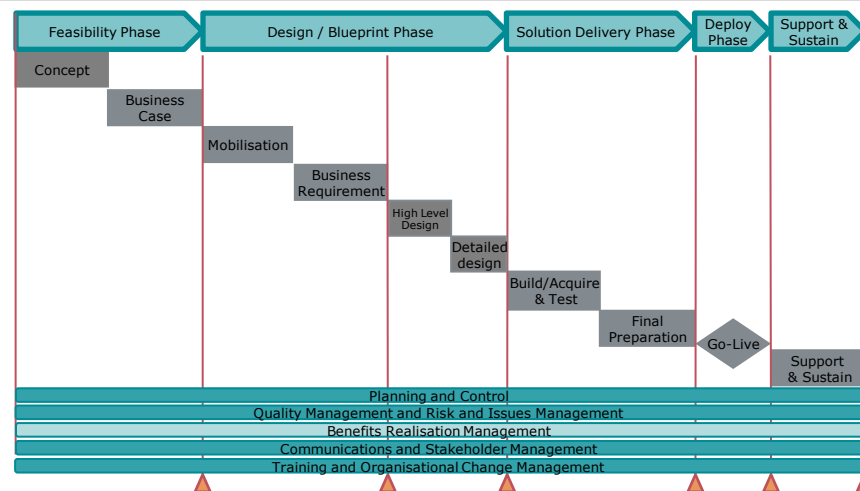 Feasibility Phase
Design / Blueprint Phase
Solution Delivery Phase
Deploy
Phase
Support &
Sustain
Concept
Business
Case
Mobilisation
Business
Requirement
High Level
Design
Detailed
design
Build/Acquire
& Test
Final
Preparation
Go-Live
Support
& Sustain
Planning and Control
Quality Management and Risk and Issues Management
Benefits Realisation Management
Communications and Stakeholder Management
Training and Organisational Change Management